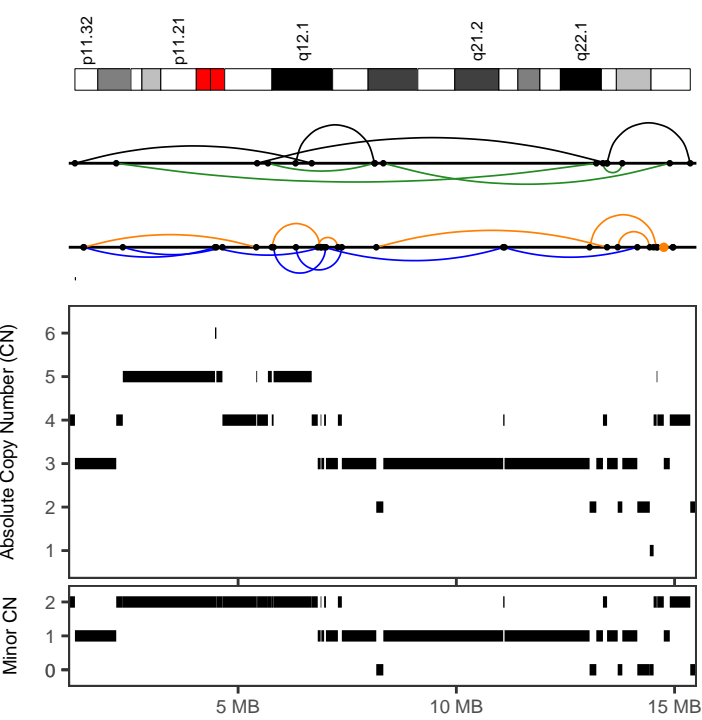 p11.32
p11.21
q12.1
q21.2
q22.1
Absolute Copy Number (CN)
6
5
4
3
2
1
Minor CN
2
1
0
5 MB
10 MB
15 MB